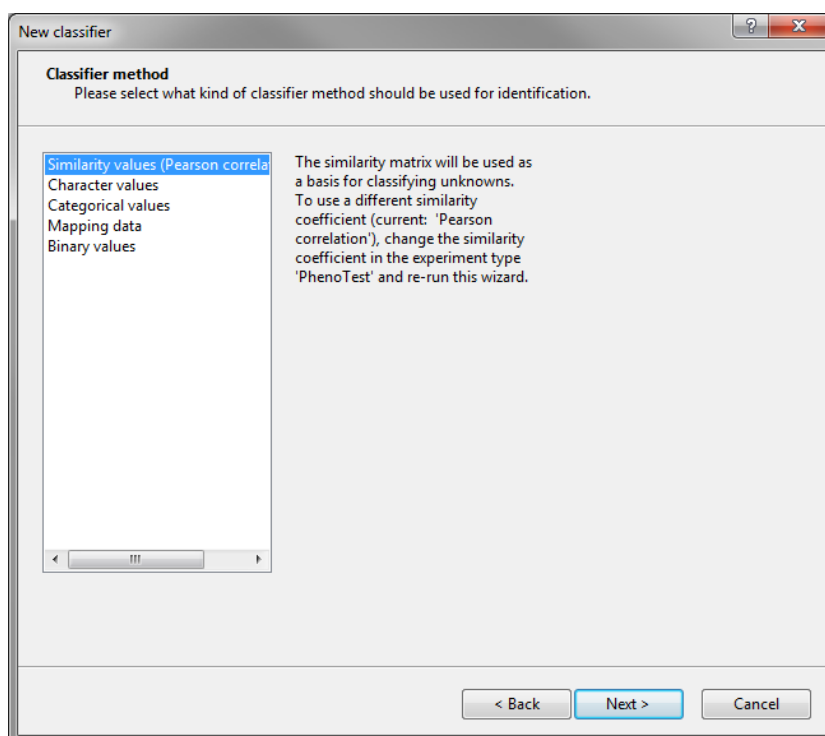 New classifier
?
X
Classifier method
Please select what kind of classifier method should be used for identification.
Similarity values (Pearson correla
Character values
Categorical values
Mapping data
Binary values
The similarity matrix will be used as
a basis for classifying unknowns.
To use a different similarity
coefficient (current:  'Pearson
correlation'), change the similarity
coefficient in the experiment type
'PhenoTest' and re-run this wizard.
< Back
Next >
Cancel